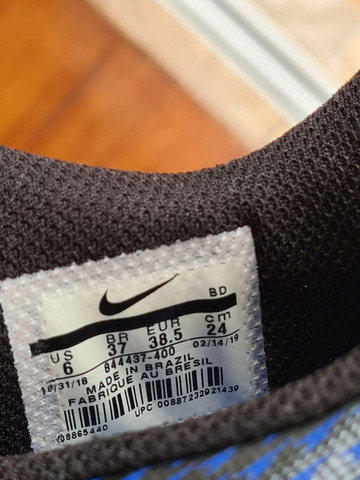 BD
US BR EUR cm
6 37 38.5 24
10/31/18 844437-400 02/14/19
MADE IN BRAZIL
FABRIQUE AU BRESIL
UPC 00887232921439
08865440